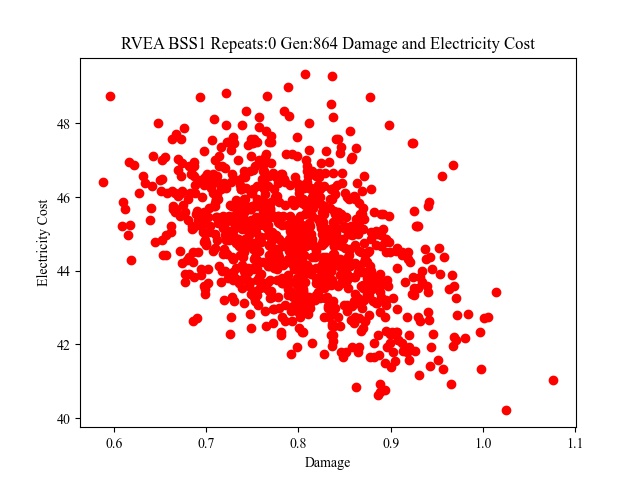 RVEA BSS1 Repeats:0 Gen:864 Damage and Electricity Cost
48
46
44
42
40
Electricity Cost
0.6 0.7 0.8 0.9 1.0 1.1
Damage